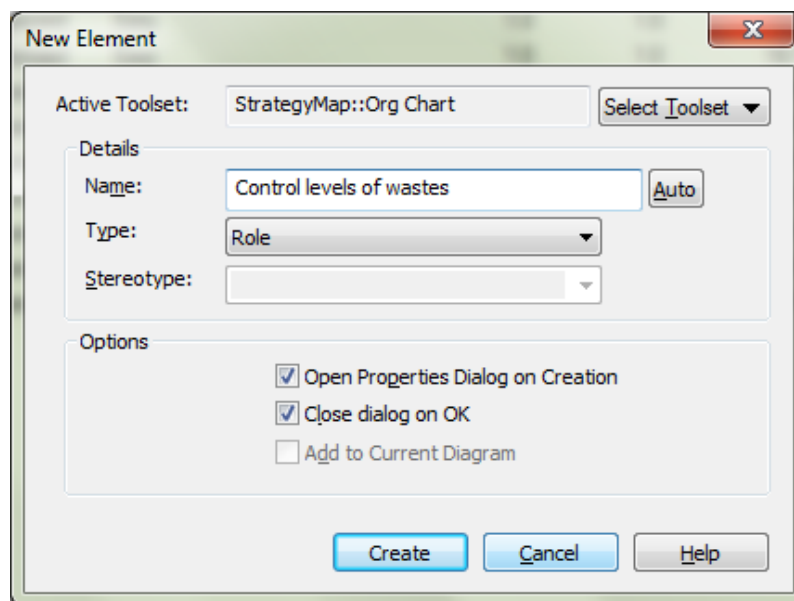 New Element
Active Toolset: StrategyMap::Org Chart Select Toolset
Details
Name: Control levels of wastes Auto
Type: Role
Stereotype:
Options
Open Properties Dialog on Creation
Close dialog on OK
Add to Current Diagram
Create Cancel Help